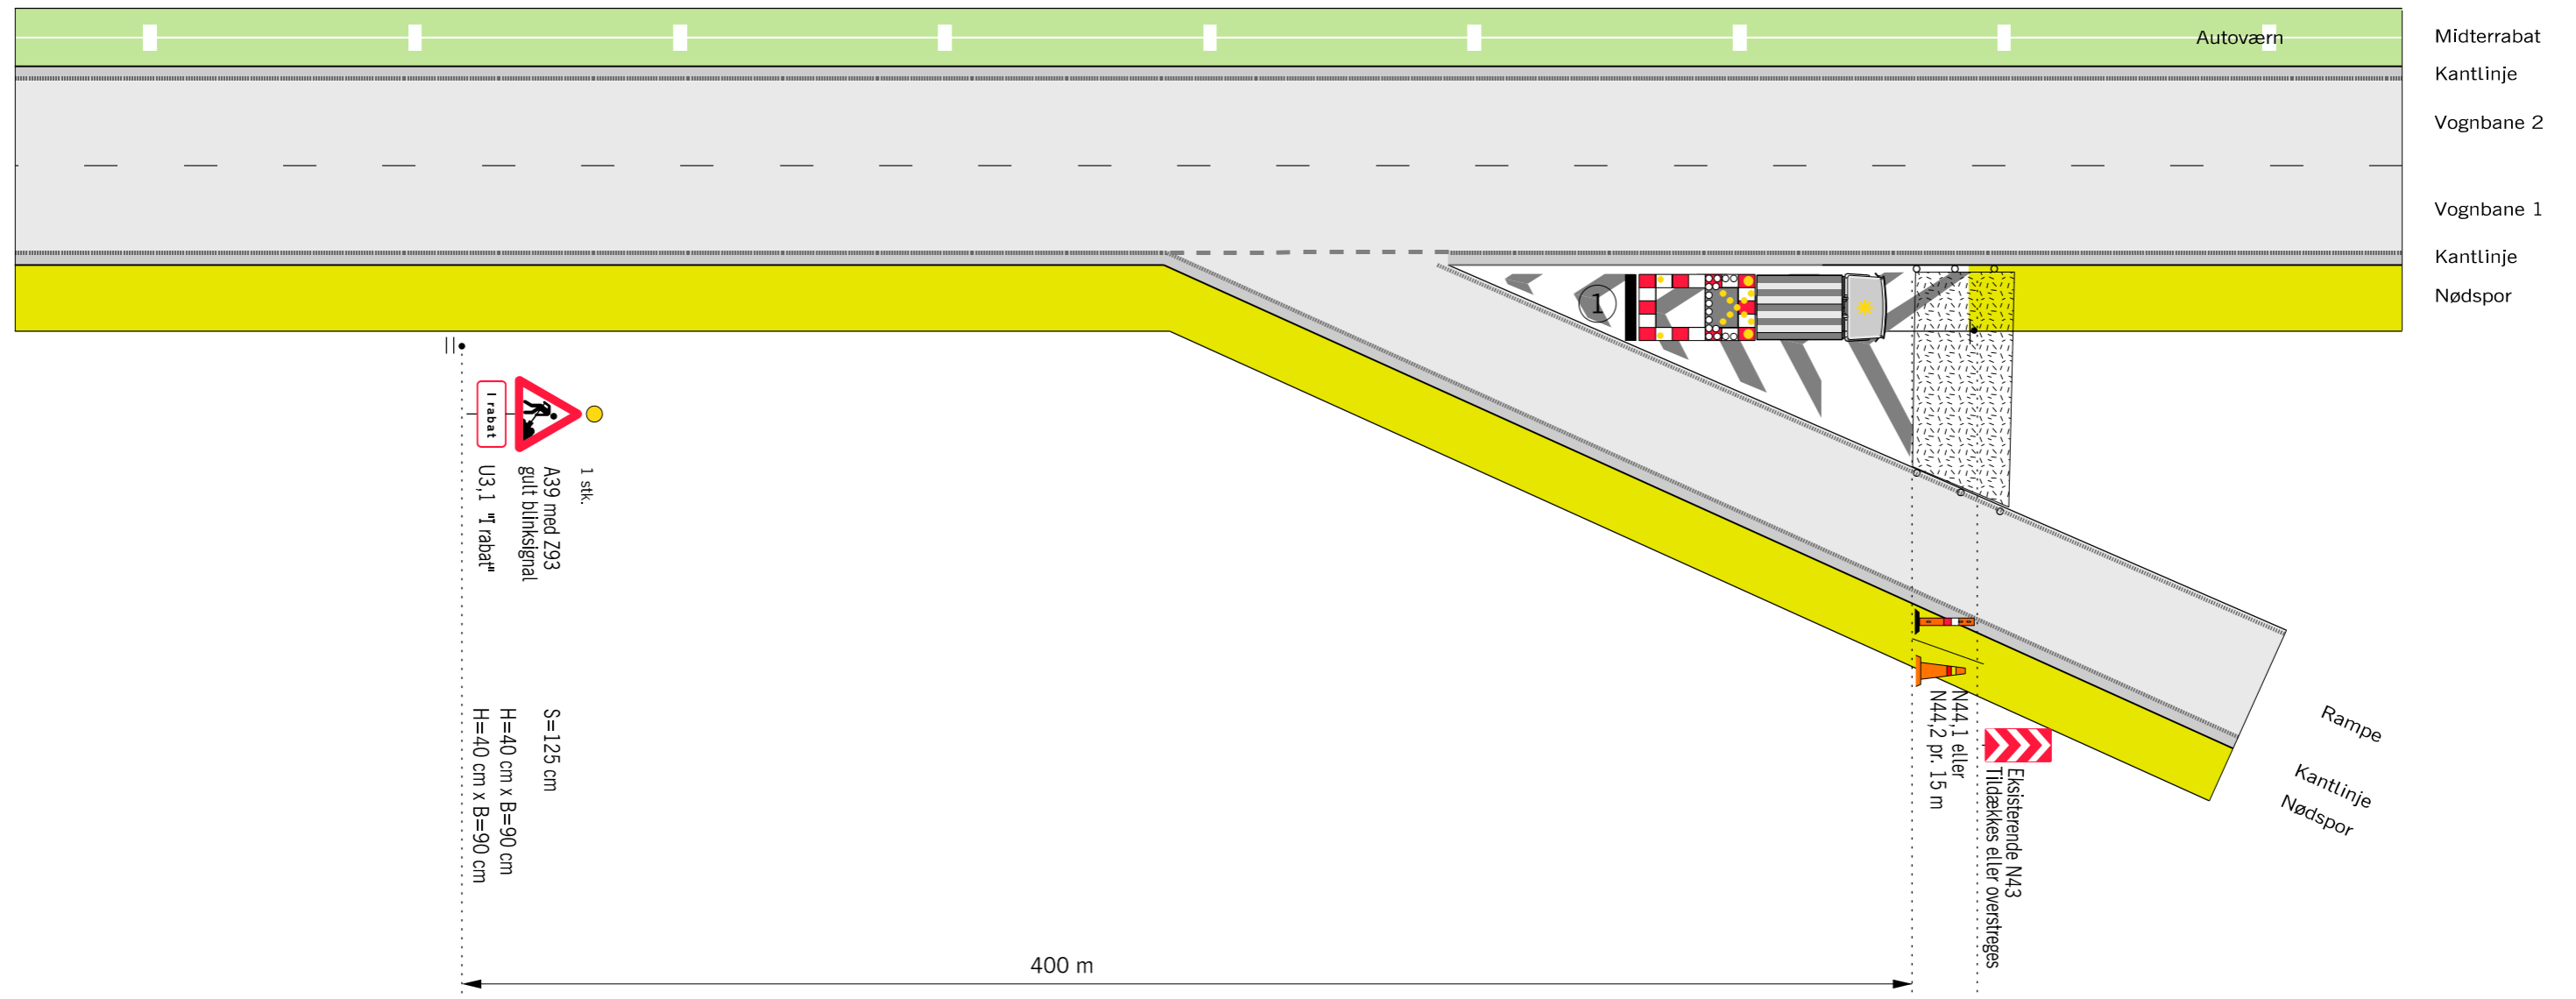 Autoværn
Midterrabat
Kantlinje
Vognbane 2
Vognbane 1
Kantlinje
Nødspor
1
I rabat
1 stk.
A39 med Z93
gult blinksignal
U3,1 "I rabat"
S=125 cm
H=40 cm x B=90 cm
H=40 cm x B=90 cm
N44,1 eller
N44,2 pr. 15 m
Eksisterende N43
Tildækkes eller overstreges
Rampe
Kantlinje
Nødspor
400 m